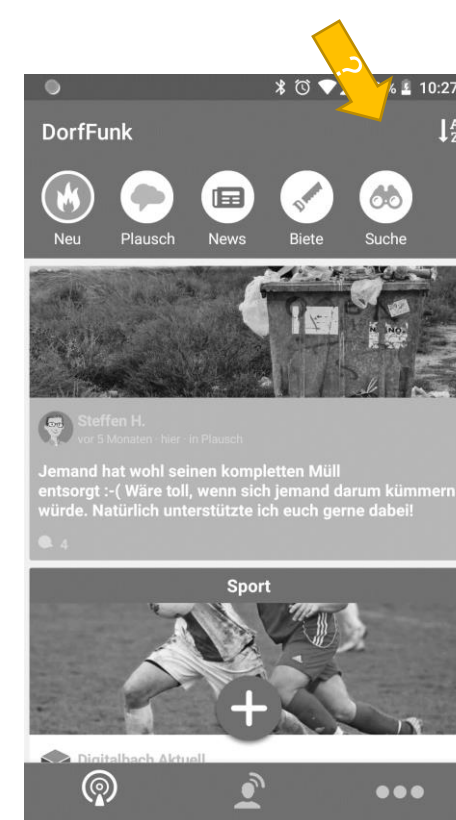 ?
% 10:27
DorfFunk
A
Z
Neu Plausch News Biete Suche
Steffen H.
vor 5 Monaten · hier · in Plausch
Jemand hat wohl seinen kompletten Müll
entsorgt :-( Wäre toll, wenn sich jemand darum kümmern
würde. Natürlich unterstützte ich euch gerne dabei!
4
Sport
Digitalbach Aktuell